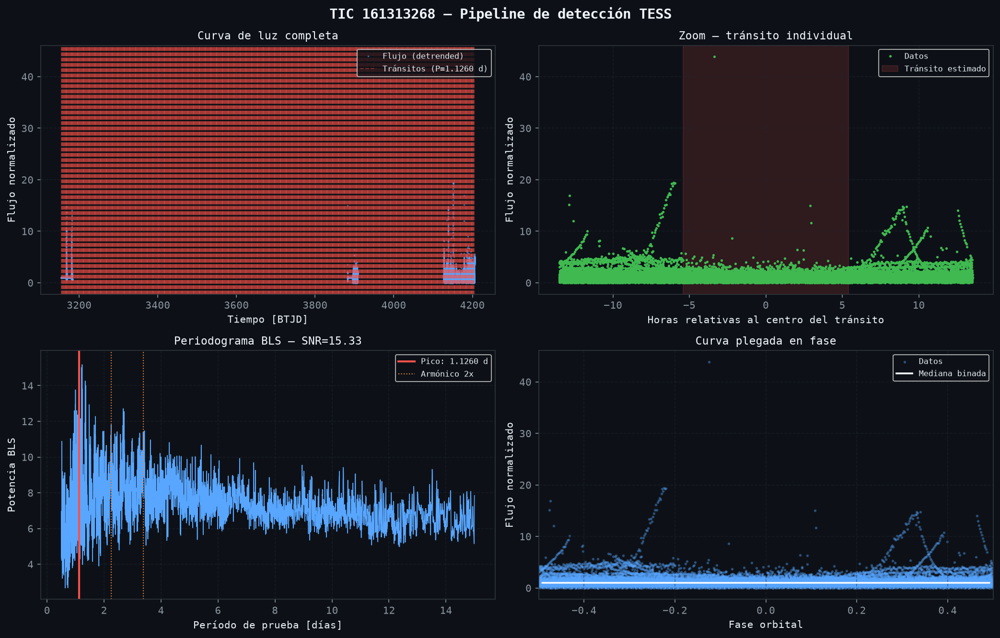 TIC 161313268 — Pipeline de detección TESS
Curva de luz completa
Flujo (detrended)
Tránsitos (P=1.1260 d)
Flujo normalizado
40
30
20
10
0
3200 3400 3600 3800 4000 4200
Tiempo [BTJD]
Zoom — tránsito individual
Datos
Tránsito estimado
Flujo normalizado
40
30
20
10
0
−10 −5 0 5 10
Horas relativas al centro del tránsito
Periodograma BLS — SNR=15.33
Pico: 1.1260 d
Armónico 2x
Potencia BLS
14
12
10
8
6
4
0 2 4 6 8 10 12 14
Período de prueba [días]
Curva plegada en fase
Datos
Mediana binada
Flujo normalizado
40
30
20
10
0
−0.4 −0.2 0.0 0.2 0.4
Fase orbital